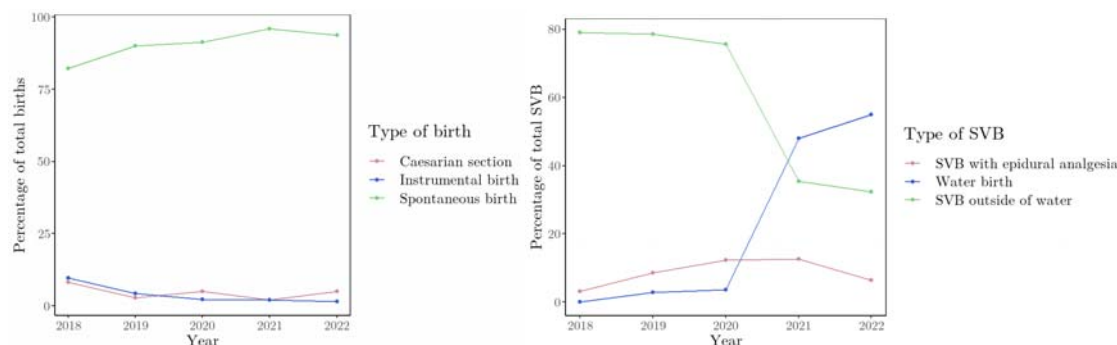 100
75
50
25
0
Percentage of total births
2018 2019 2020 2021 2022
Year
Type of birth
Caesarian section
Instrumental birth
Spontaneous birth
80
60
40
20
0
Percentage of total SVB
2018 2019 2020 2021 2022
Year
Type of SVB
SVB with epidural analgesia
Water birth
SVB outside of water